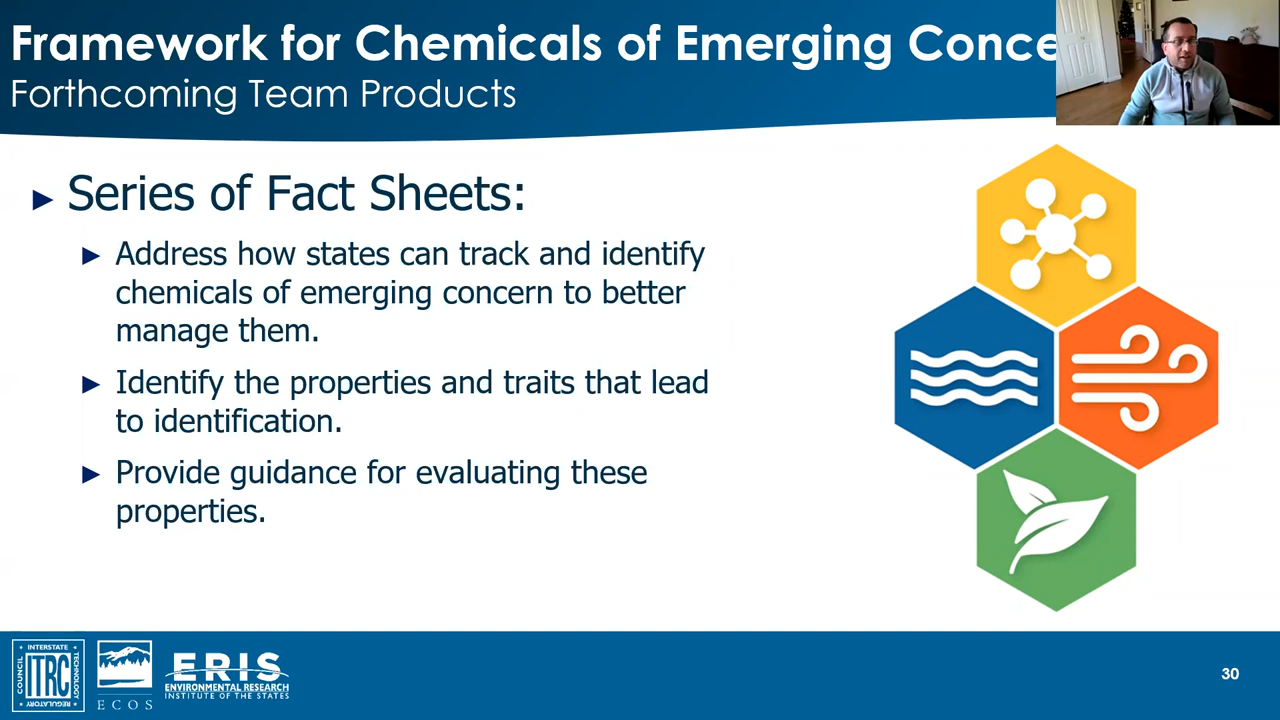 Framework for Chemicals of Emerging Conce
Forthcoming Team Products
► Series of Fact Sheets:
► Address how states can track and identify
chemicals of emerging concern to better
manage them.
► Identify the properties and traits that lead
to identification.
► Provide guidance for evaluating these
properties.
INTERSTATE
TECHNOLOGY
REGULATORY
COUNCIL
ITRC
ECOS
ERIS
ENVIRONMENTAL RESEARCH
INSTITUTE OF THE STATES
30